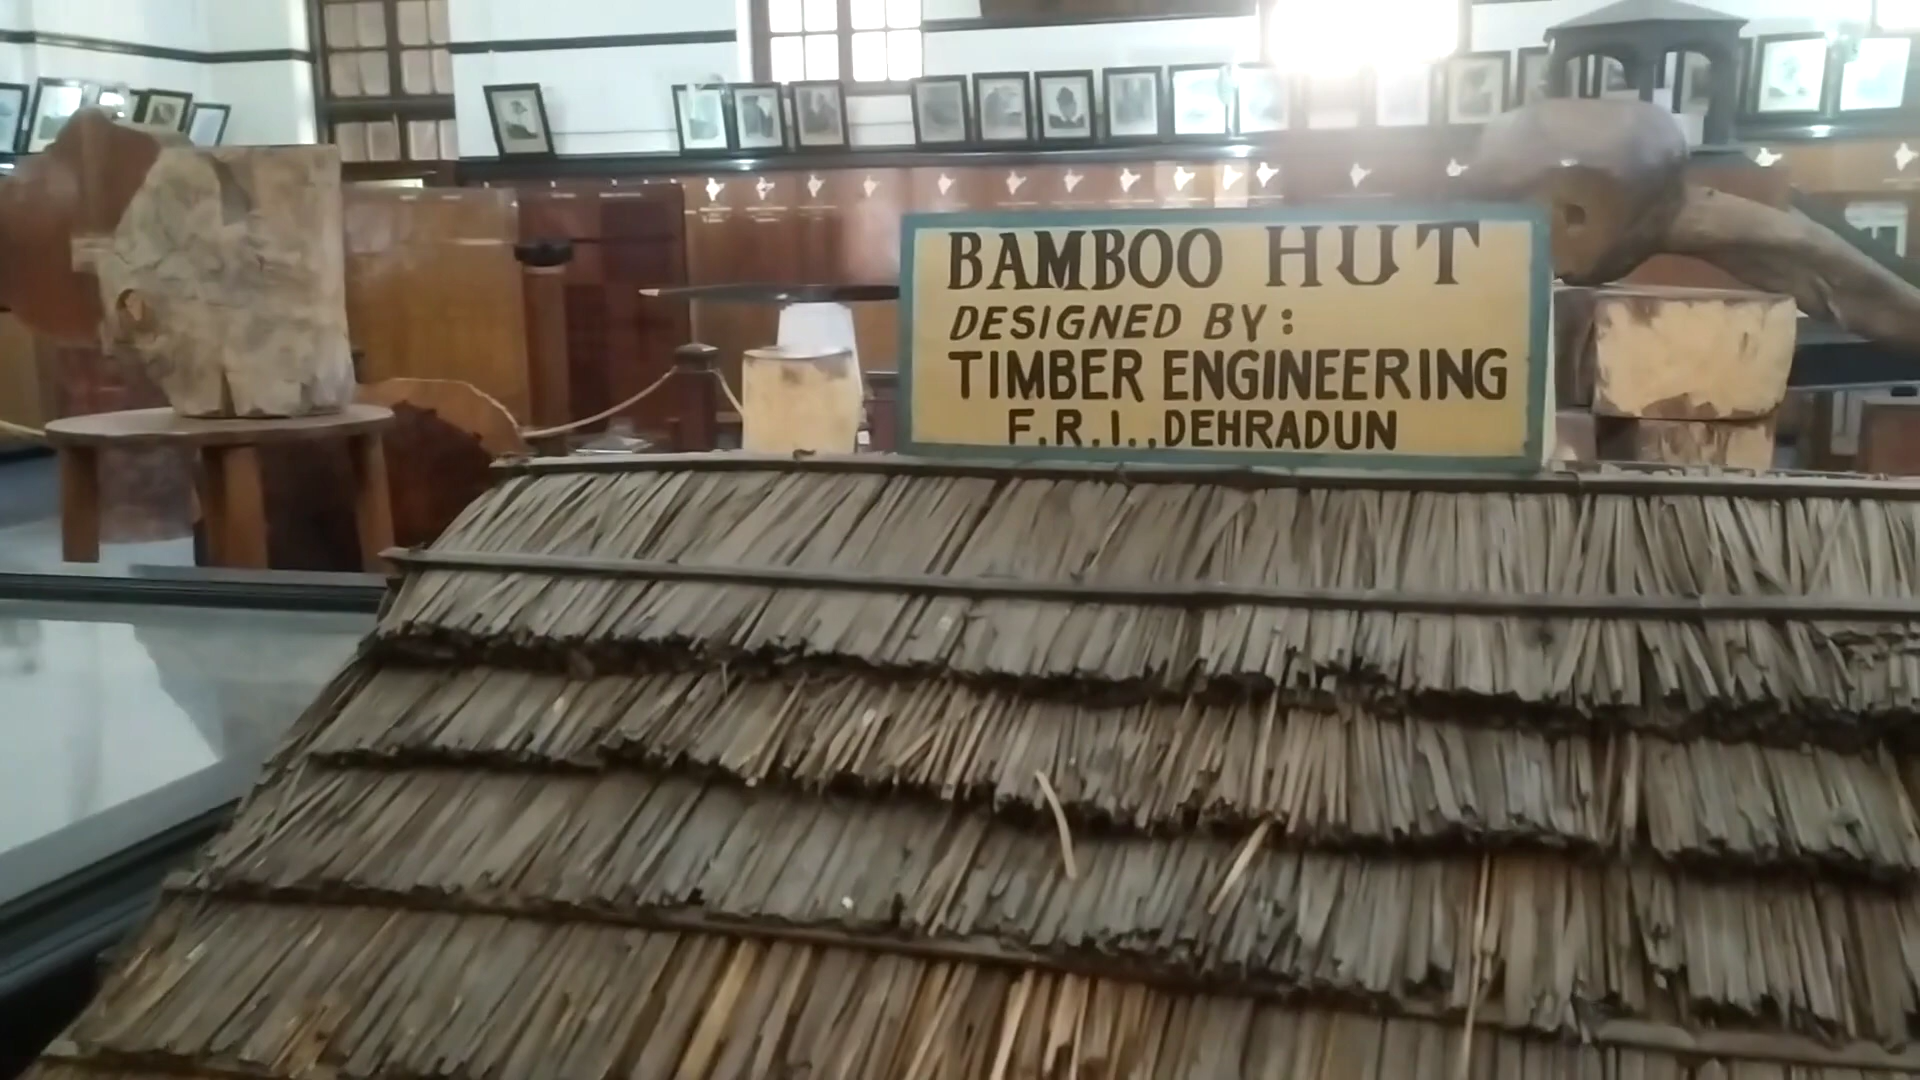 BAMBOO HUT
DESIGNED BY:
TIMBER ENGINEERING
F.R.I.,DEHRADUN